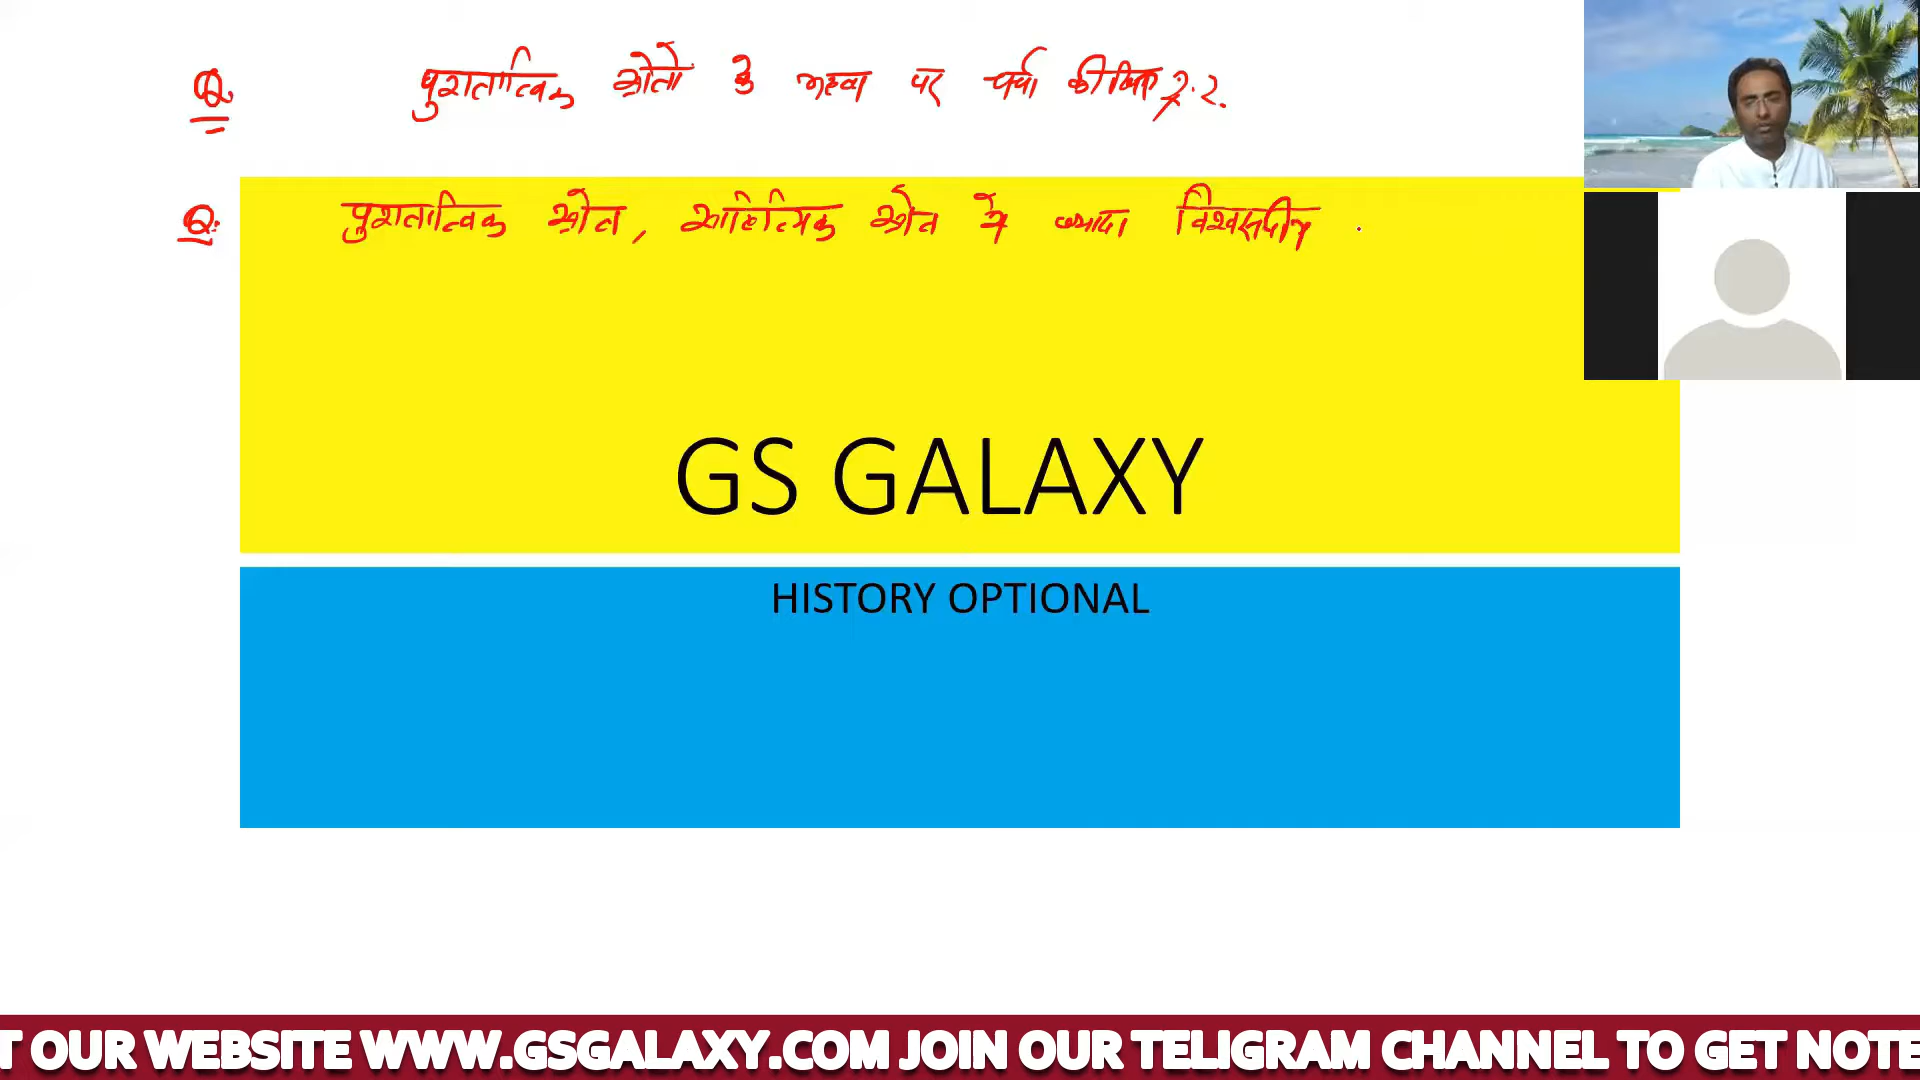 Q. पुरातात्विक स्रोतों के महत्व पर चर्चा कीजिए?
Q: पुरातात्विक स्रोत, साहित्यिक स्रोत से ज्यादा विश्वसनीय
GS GALAXY
HISTORY OPTIONAL
T OUR WEBSITE WWW.GSGALAXY.COM JOIN OUR TELIGRAM CHANNEL TO GET NOTE